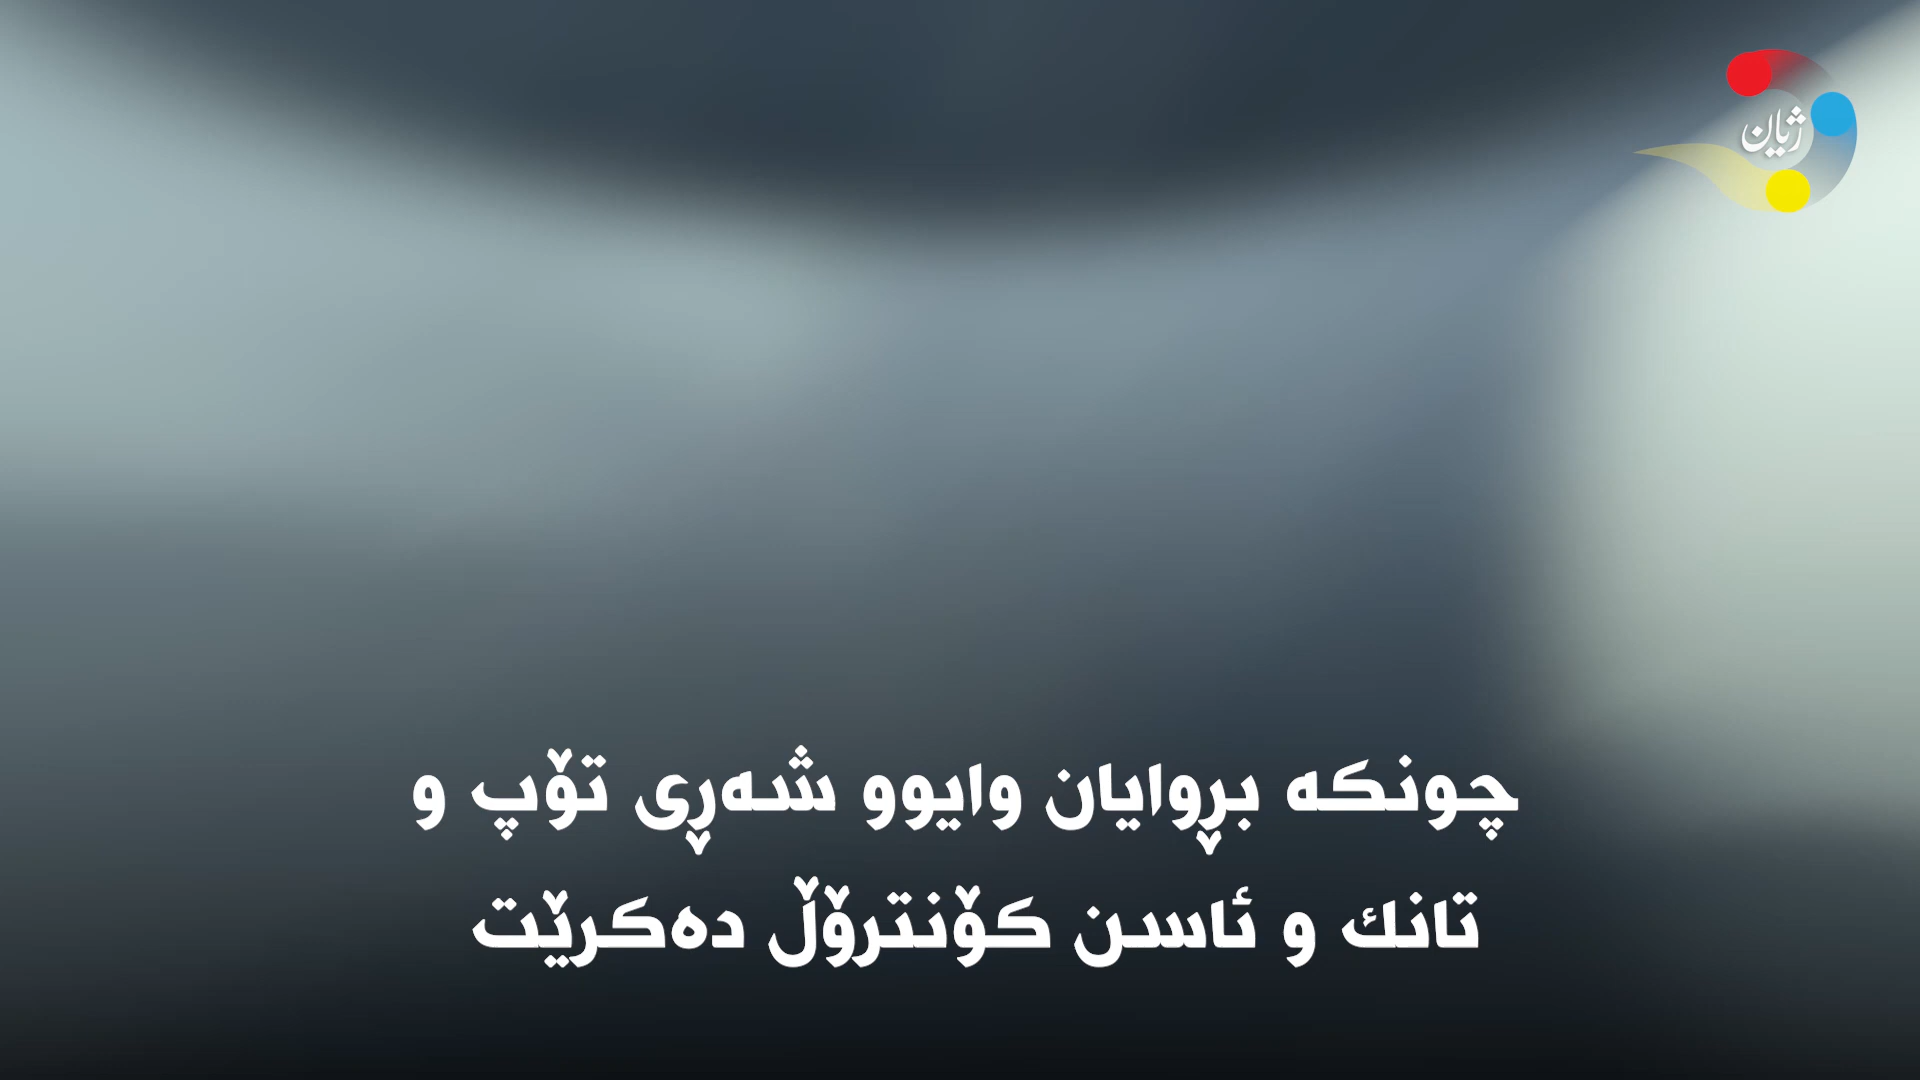 ژیان
چونکە بڕوایان وایوو شەڕی تۆپ و
تانك و ئاسن کۆنترۆڵ دەکرێت